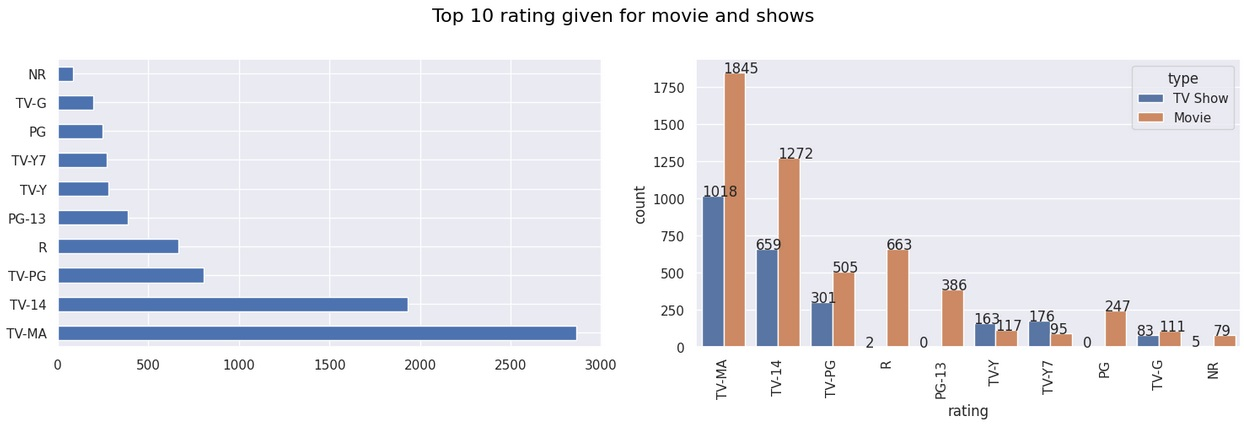 Top 10 rating given for movie and shows
NR
TV-G
PG
TV-Y7
TV-Y
PG-13
R
TV-PG
TV-14
TV-MA
0 500 1000 1500 2000 2500 3000
count
1750
1500
1250
1000
750
500
250
0
type
TV Show
Movie
1018 1845
659 1272
301 505
2 663
0 386
163 117
176 95
0 247
83 111
5 79
TV-MA TV-14 TV-PG R PG-13 TV-Y TV-Y7 PG TV-G NR
rating